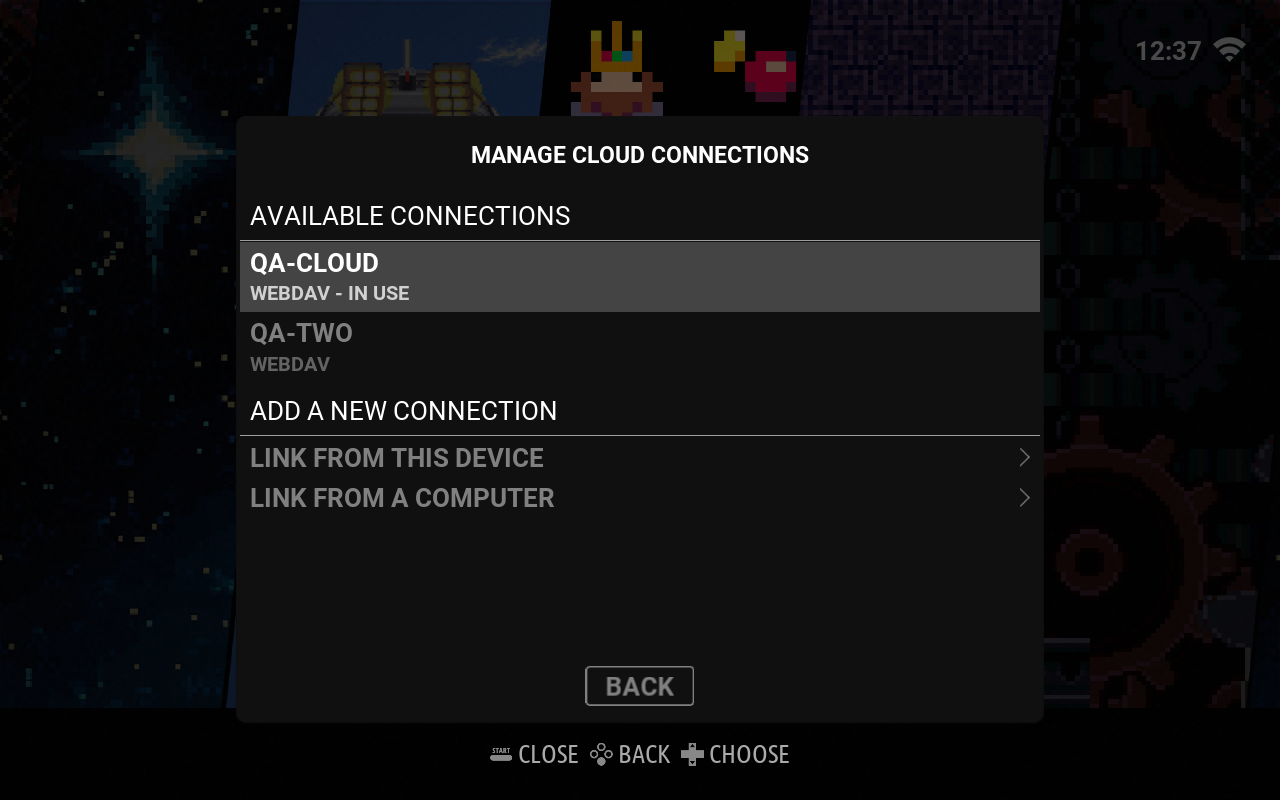 12:37
MANAGE CLOUD CONNECTIONS
AVAILABLE CONNECTIONS
QA-CLOUD
WEBDAV - IN USE
QA-TWO
WEBDAV
ADD A NEW CONNECTION
LINK FROM THIS DEVICE
LINK FROM A COMPUTER
BACK
START CLOSE BACK CHOOSE